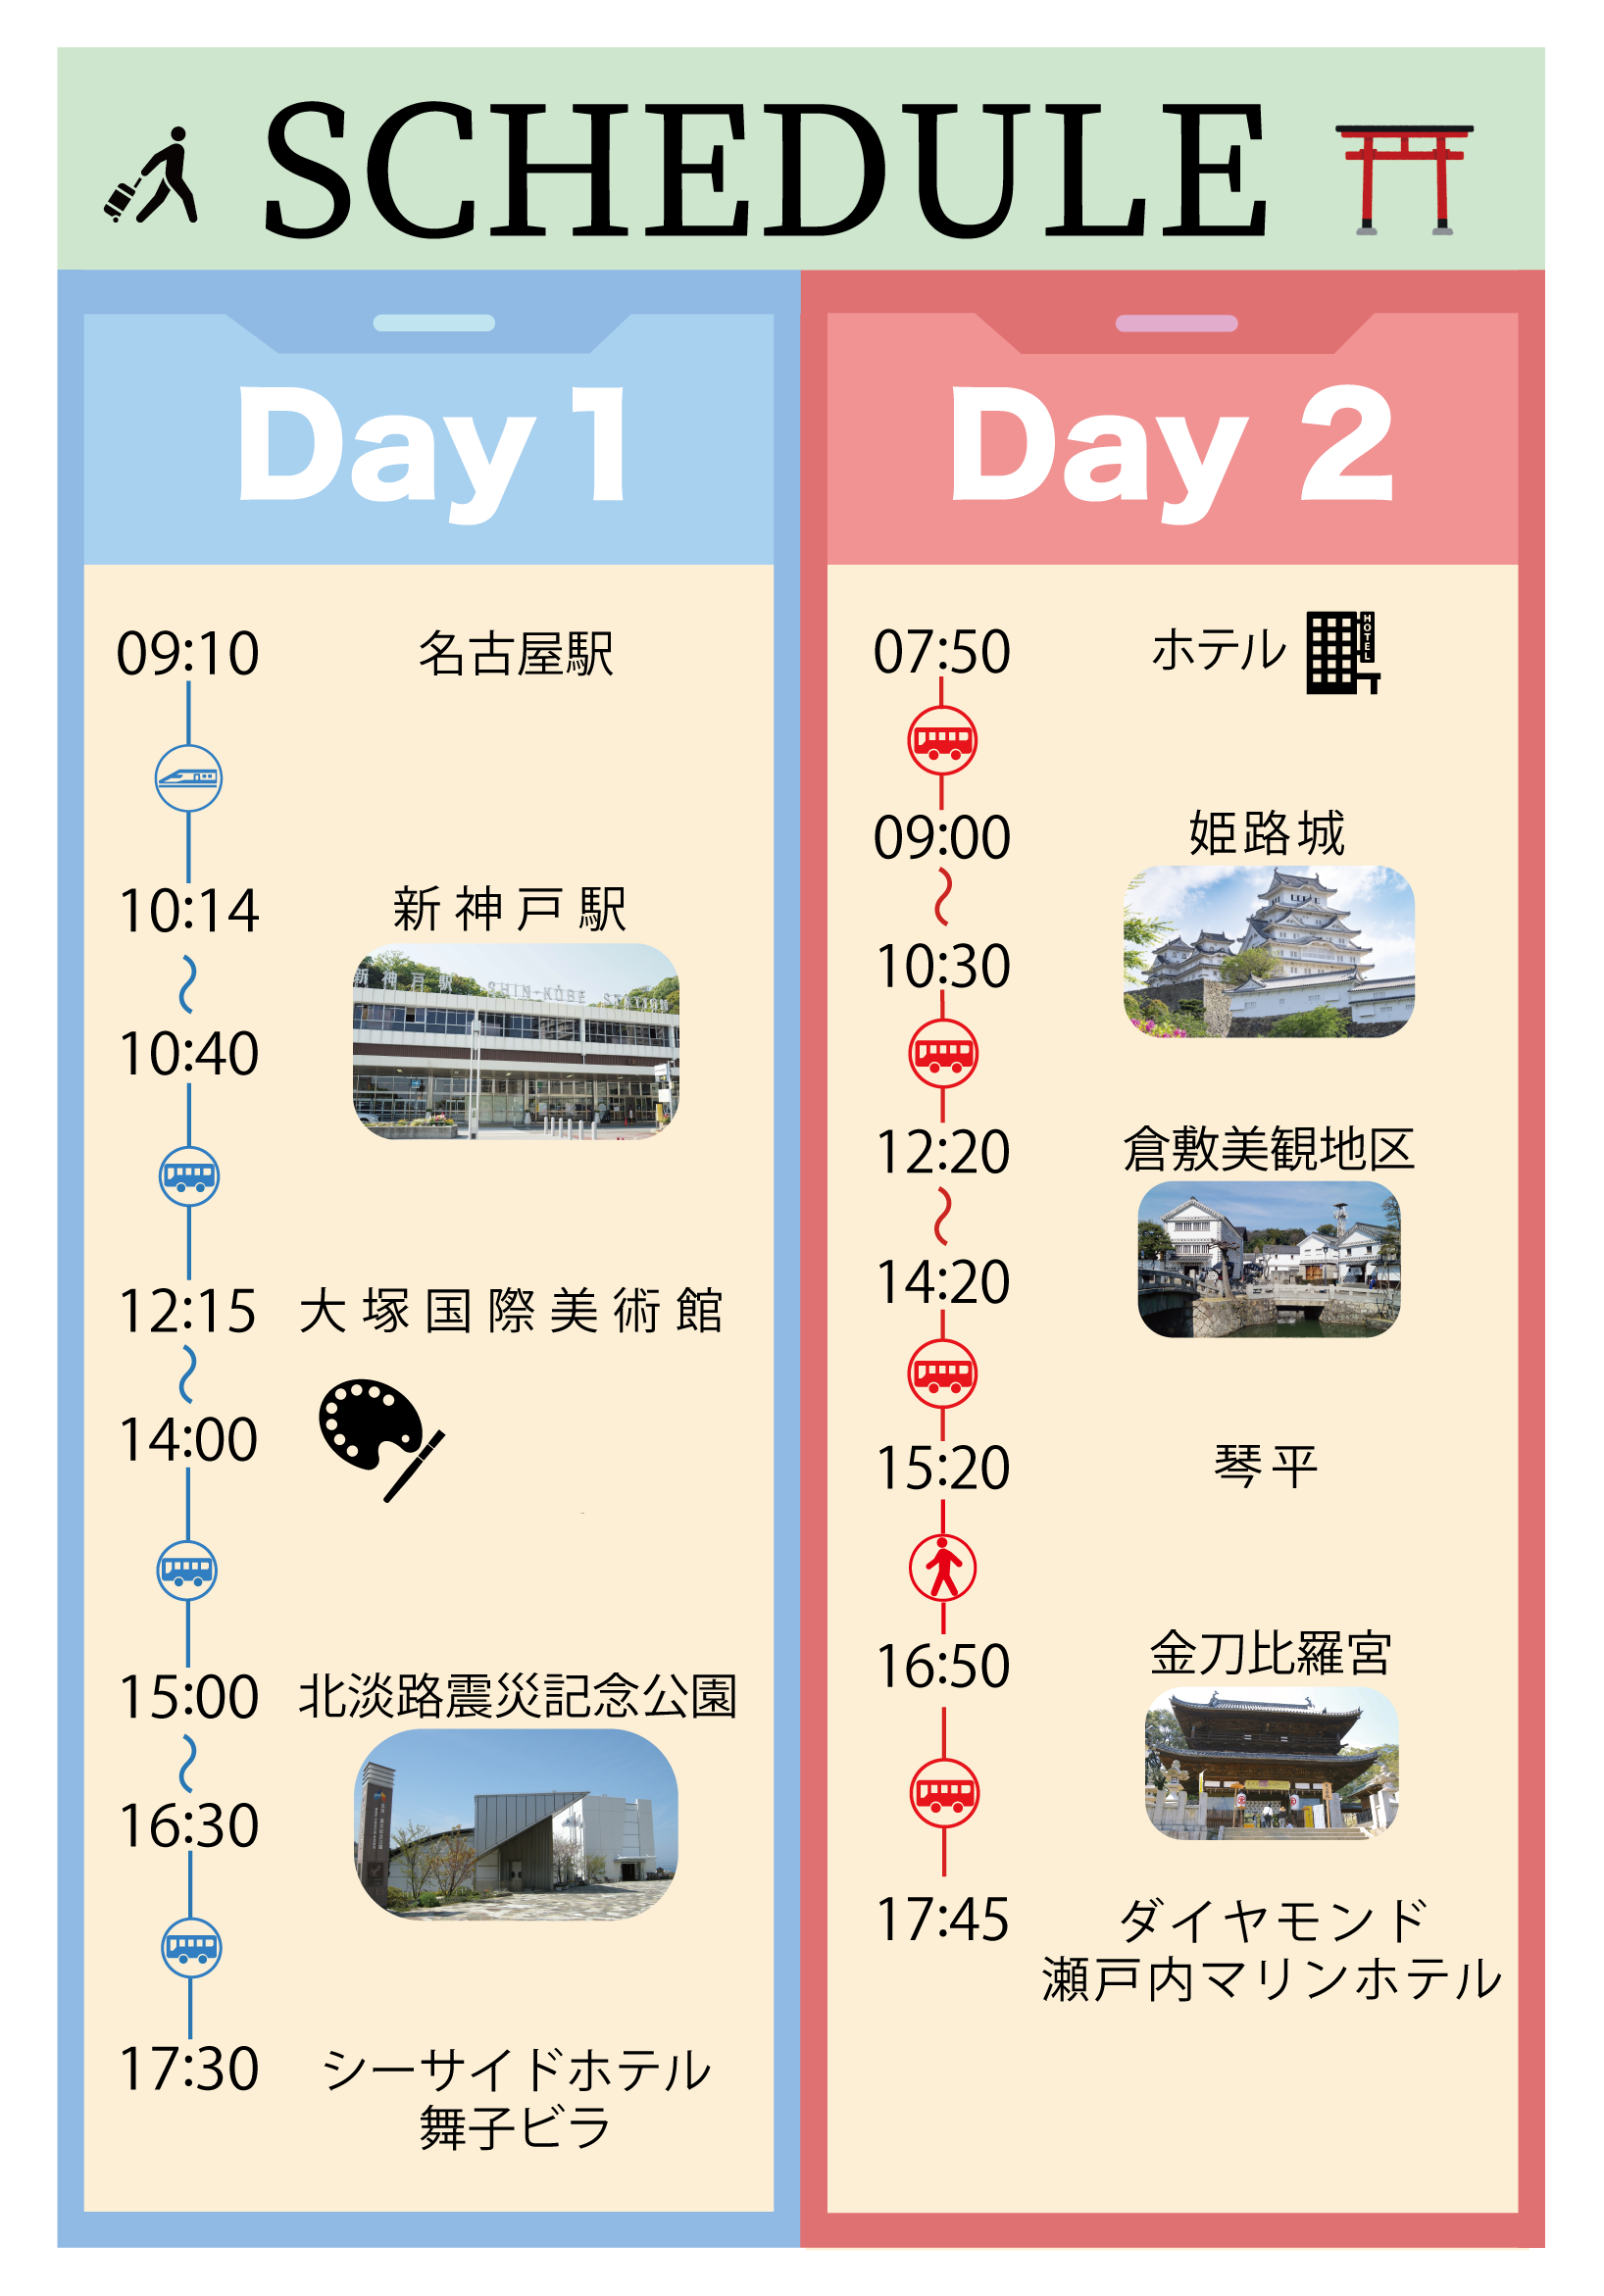 SCHEDULE
Day 1
09:10 名古屋駅
10:14 新神戸駅
新神戸駅 SHIN-KOBE STATION
10:40
12:15 大塚国際美術館
14:00
15:00 北淡路震災記念公園
16:30
17:30 シーサイドホテル
舞子ビラ
Day 2
07:50 ホテル
HOTEL
09:00 姫路城
10:30
12:20 倉敷美観地区
14:20
15:20 琴平
16:50 金刀比羅宮
17:45 ダイヤモンド
瀬戸内マリンホテル